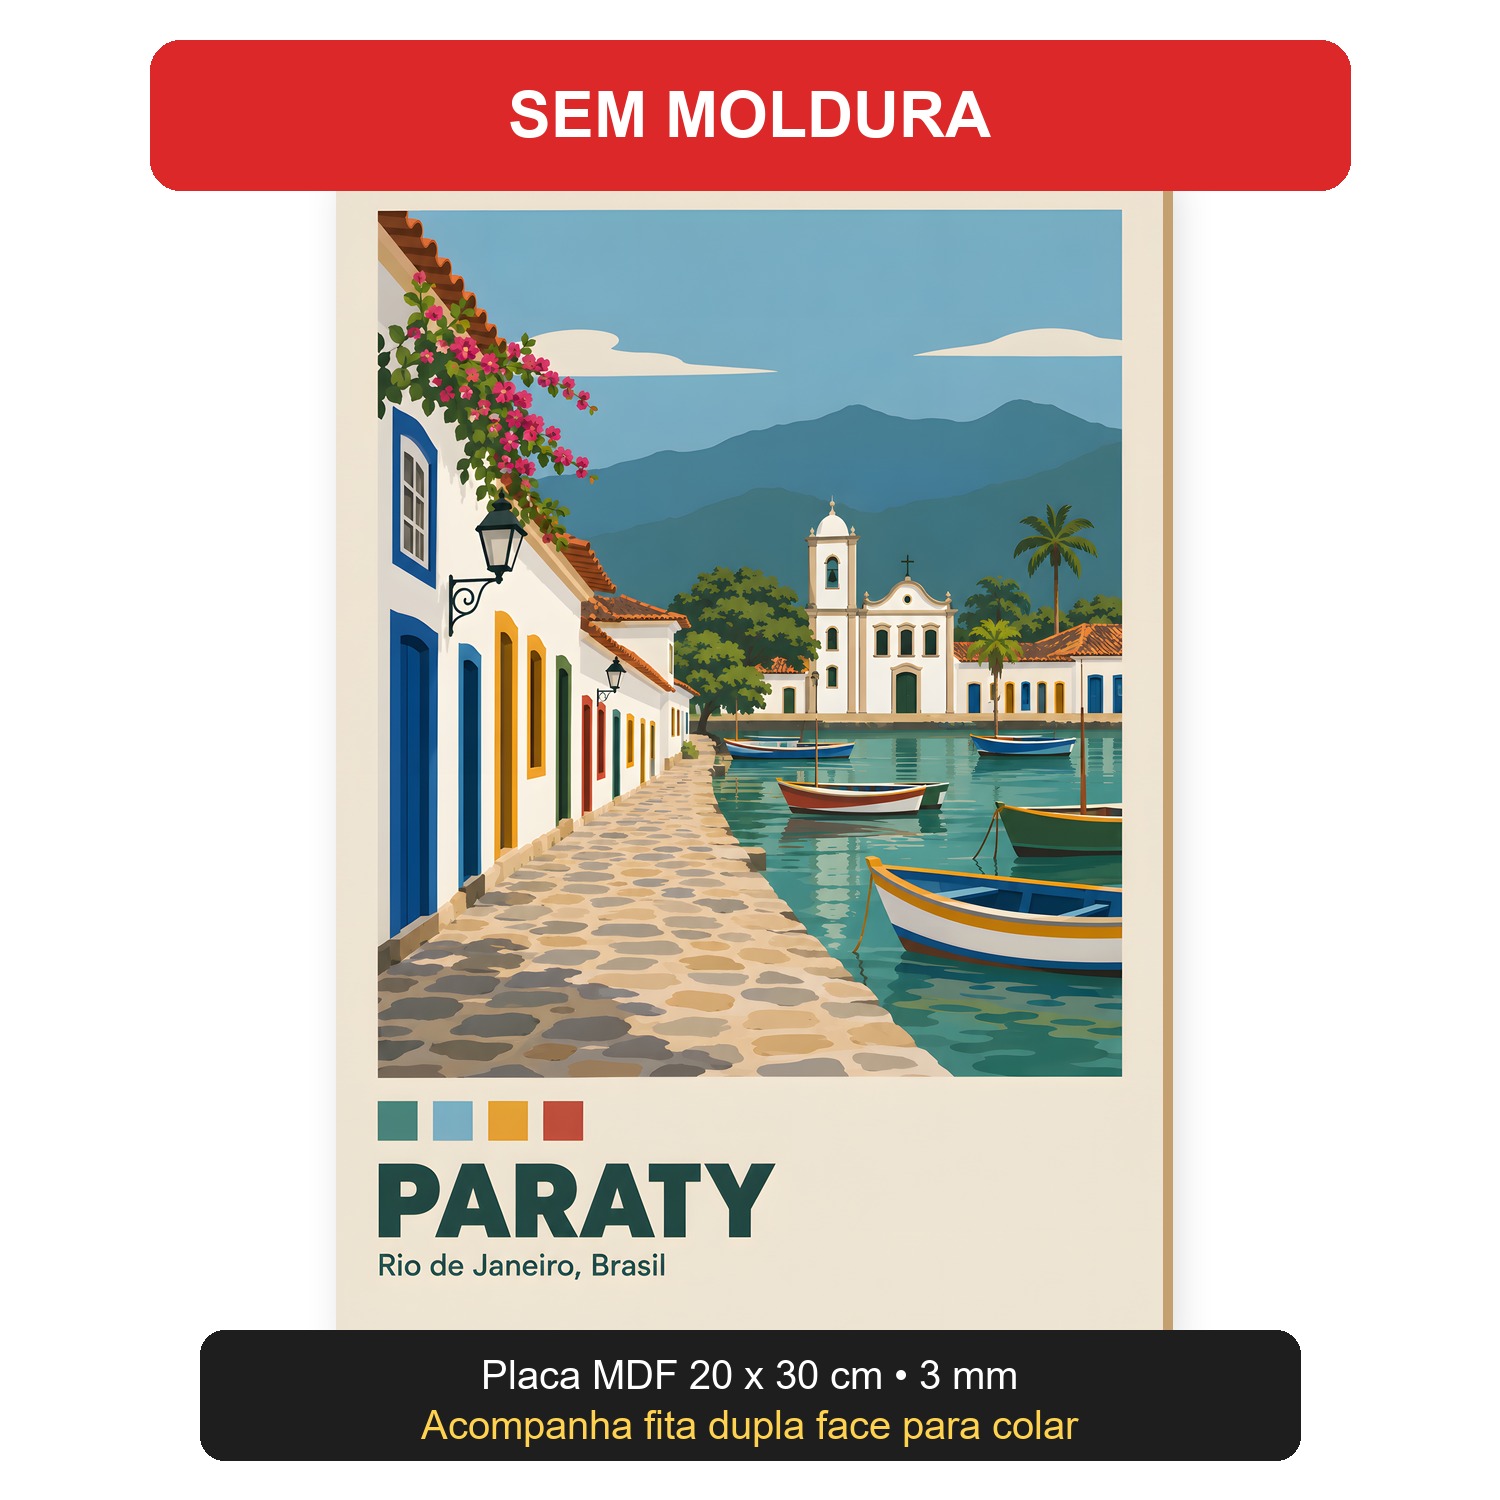 SEM MOLDURA
PARATY
Rio de Janeiro, Brasil
Placa MDF 20 x 30 cm • 3 mm
Acompanha fita dupla face para colar